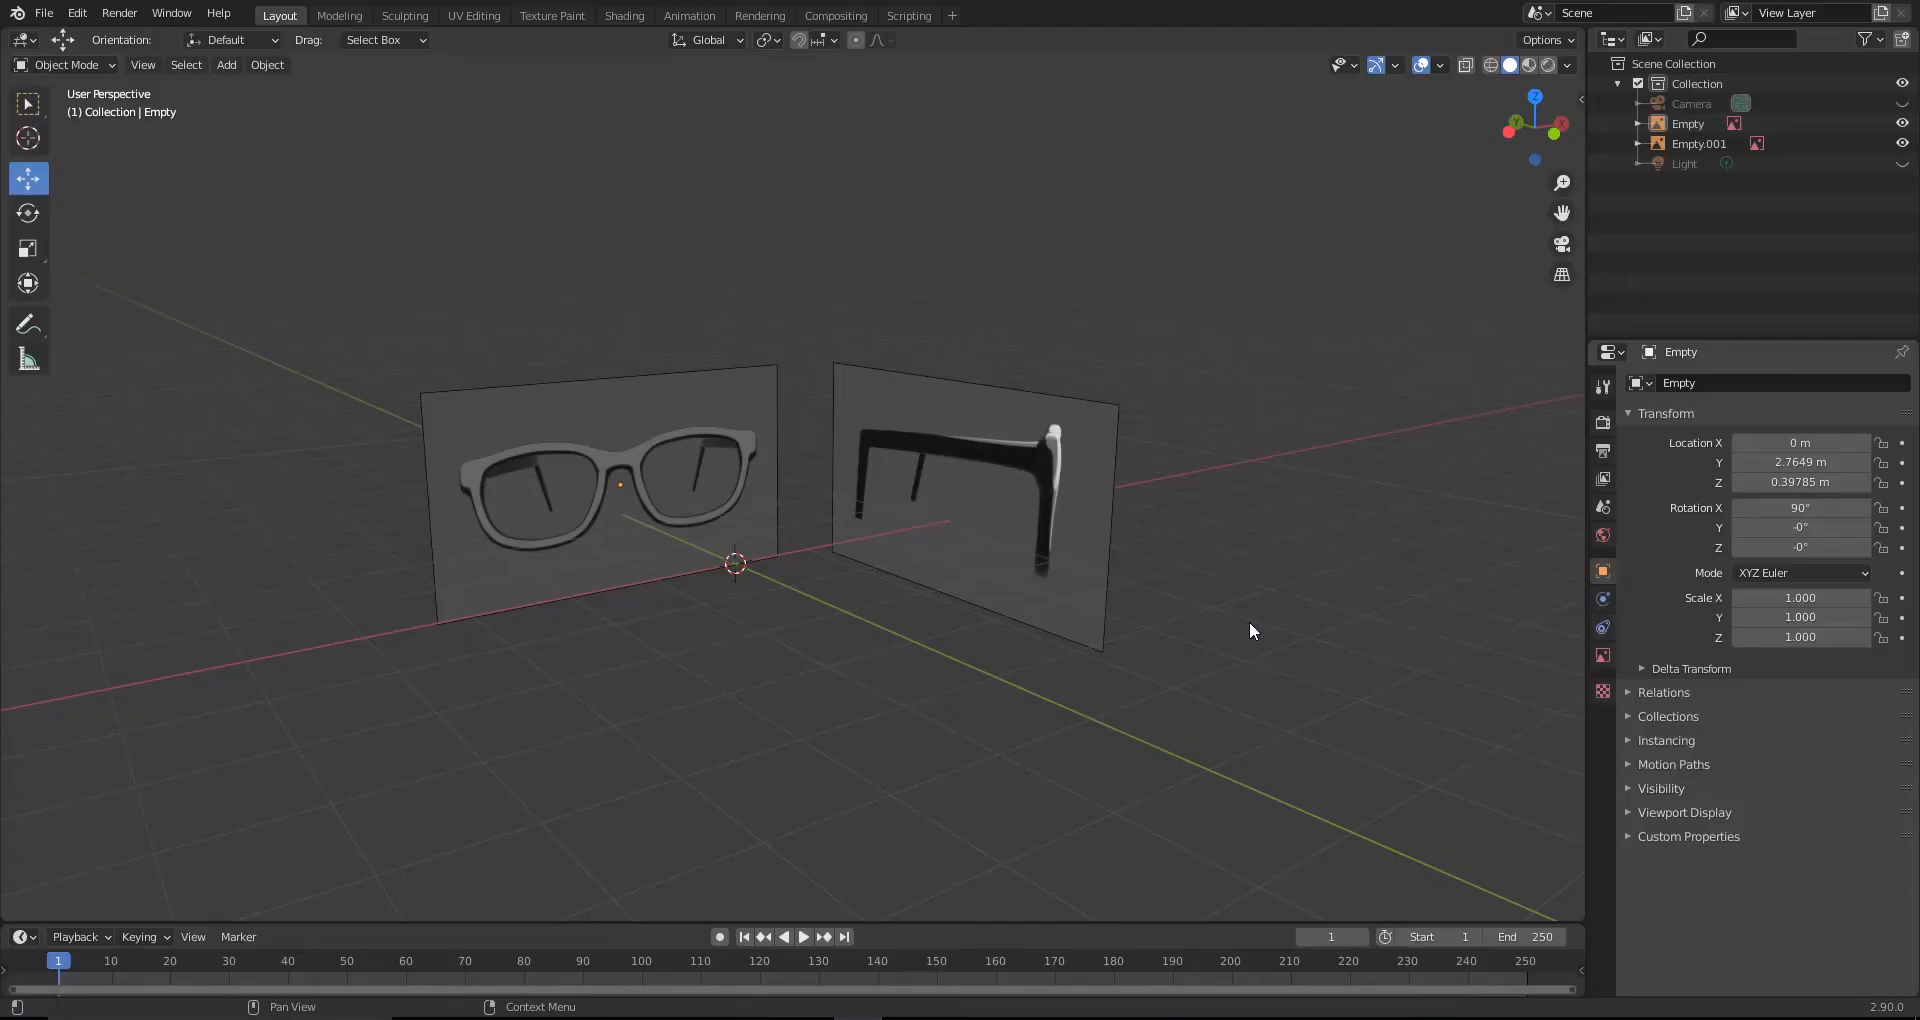 File Edit Render Window Help Layout Modeling Sculpting UV Editing Texture Paint Shading Animation Rendering Compositing Scripting + Scene View Layer
Orientation: Default Drag: Select Box Global Options
Object Mode View Select Add Object
User Perspective
(1) Collection | Empty
Z
Y
X
Scene Collection
Collection
Camera
Empty
Empty.001
Light
Empty
Empty
Transform
Location X 0 m
Y 2.7649 m
Z 0.39785 m
Rotation X 90°
Y -0°
Z -0°
Mode XYZ Euler
Scale X 1.000
Y 1.000
Z 1.000
Delta Transform
Relations
Collections
Instancing
Motion Paths
Visibility
Viewport Display
Custom Properties
Playback Keying View Marker 1 Start 1 End 250
1 10 20 30 40 50 60 70 80 90 100 110 120 130 140 150 160 170 180 190 200 210 220 230 240 250
Pan View Context Menu 2.90.0